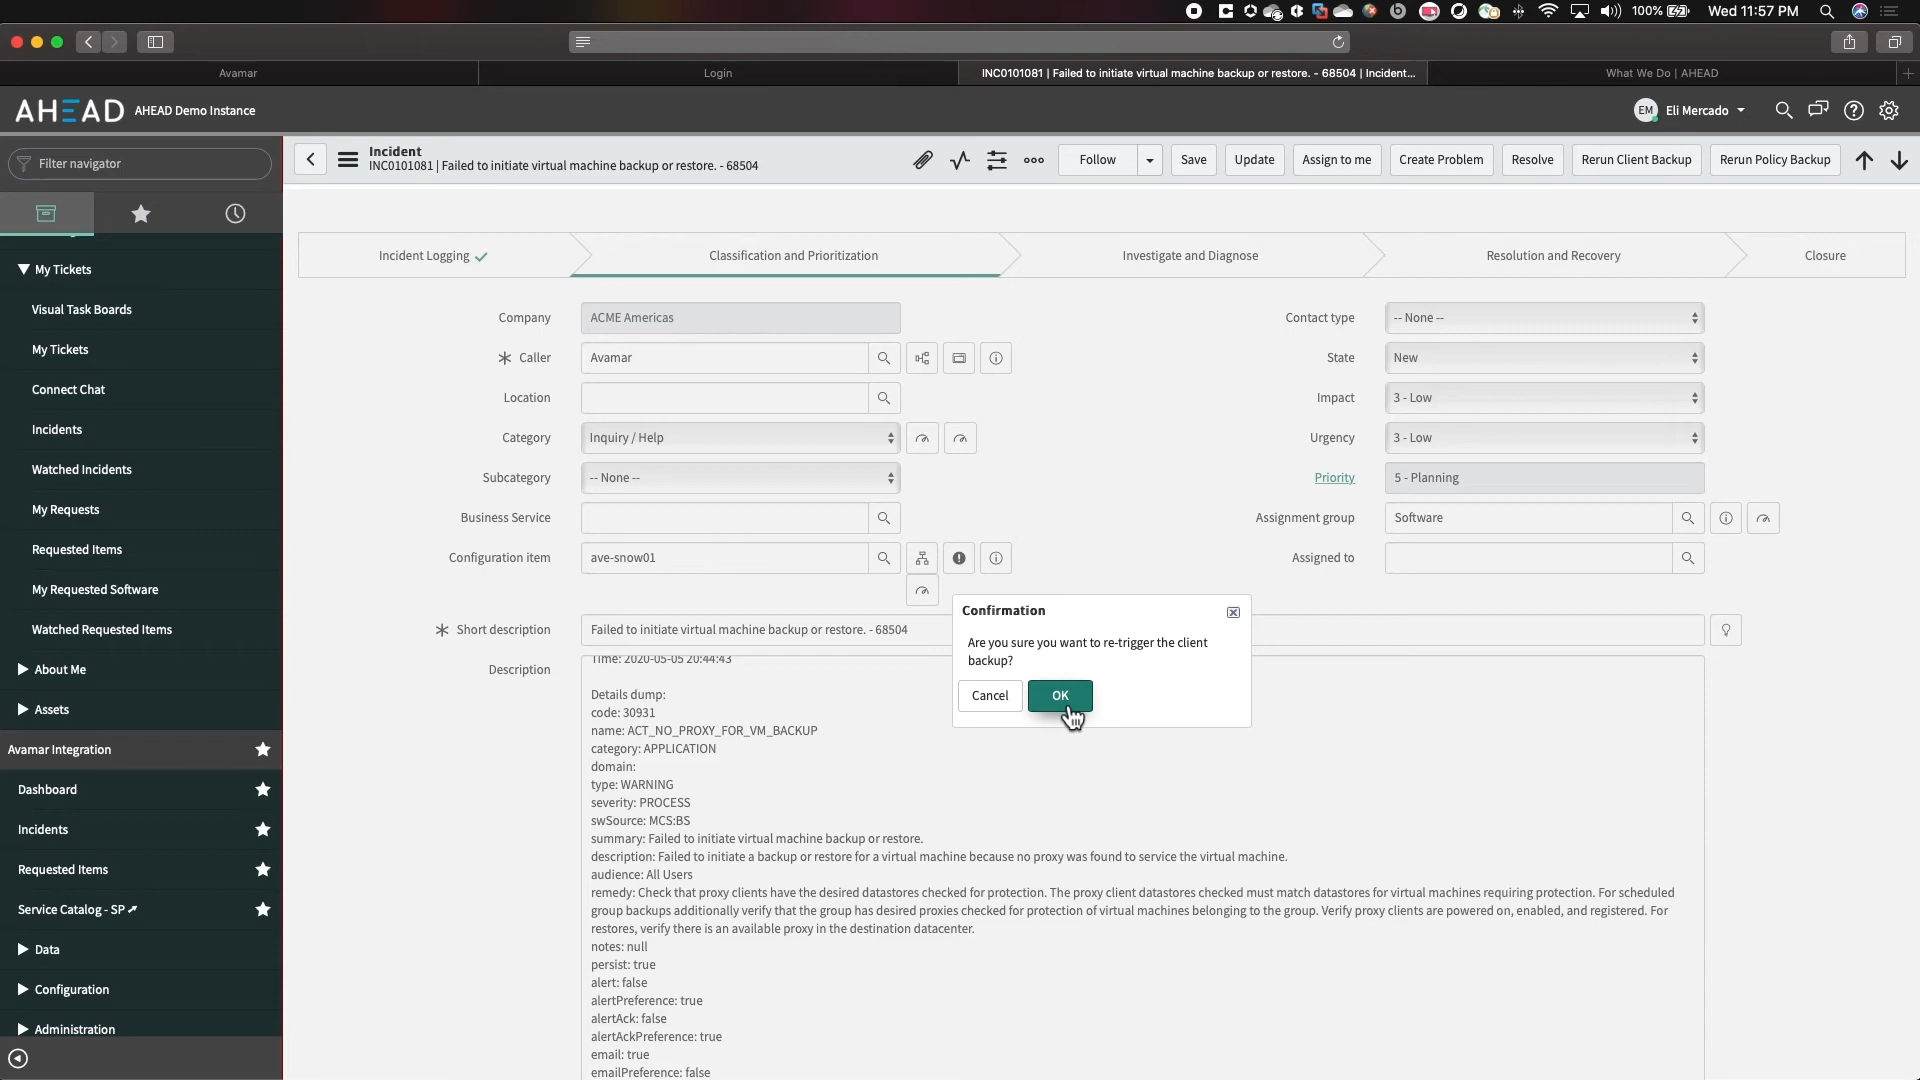 100%
Wed 11:57 PM
Avamar
Login
INC0101081 | Failed to initiate virtual machine backup or restore. - 68504 | Incident...
What We Do | AHEAD
AHEAD AHEAD Demo Instance
EM Eli Mercado
Filter navigator
Incident
INC0101081 | Failed to initiate virtual machine backup or restore. - 68504
Follow
Save
Update
Assign to me
Create Problem
Resolve
Rerun Client Backup
Rerun Policy Backup
My Tickets
Visual Task Boards
My Tickets
Connect Chat
Incidents
Watched Incidents
My Requests
Requested Items
My Requested Software
Watched Requested Items
About Me
Assets
Avamar Integration
Dashboard
Incidents
Requested Items
Service Catalog - SP
Data
Configuration
Administration
Incident Logging
Classification and Prioritization
Investigate and Diagnose
Resolution and Recovery
Closure
Company ACME Americas
Caller Avamar
Location
Category Inquiry / Help
Subcategory -- None --
Business Service
Configuration item ave-snow01
Contact type -- None --
State New
Impact 3 - Low
Urgency 3 - Low
Priority 5 - Planning
Assignment group Software
Assigned to
Short description Failed to initiate virtual machine backup or restore. - 68504
Description
Time: 2020-05-05 20:44:43
Details dump:
code: 30931
name: ACT_NO_PROXY_FOR_VM_BACKUP
category: APPLICATION
domain:
type: WARNING
severity: PROCESS
swSource: MCS:BS
summary: Failed to initiate virtual machine backup or restore.
description: Failed to initiate a backup or restore for a virtual machine because no proxy was found to service the virtual machine.
audience: All Users
remedy: Check that proxy clients have the desired datastores checked for protection. The proxy client datastores checked must match datastores for virtual machines requiring protection. For scheduled
group backups additionally verify that the group has desired proxies checked for protection of virtual machines belonging to the group. Verify proxy clients are powered on, enabled, and registered. For
restores, verify there is an available proxy in the destination datacenter.
notes: null
persist: true
alert: false
alertPreference: true
alertAck: false
alertAckPreference: true
email: true
emailPreference: false
Confirmation
Are you sure you want to re-trigger the client
backup?
Cancel
OK